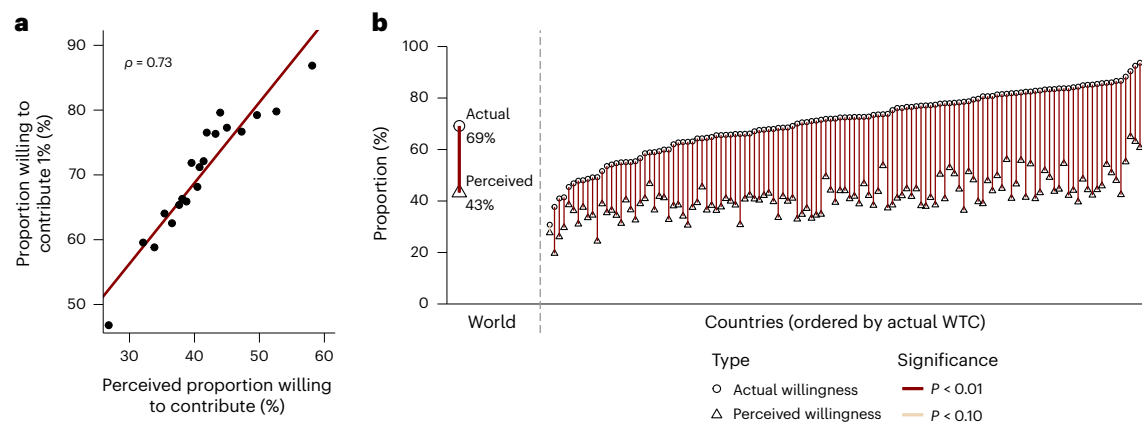 a
90
80
70
60
50
ρ = 0.73
Proportion willing to
contribute 1% (%)
30
40
50
60
Perceived proportion willing
to contribute (%)
b
100
80
60
40
20
0
Proportion (%)
Actual
69%
Perceived
43%
World
Countries (ordered by actual WTC)
Type
Actual willingness
Perceived willingness
Significance
P < 0.01
P < 0.10